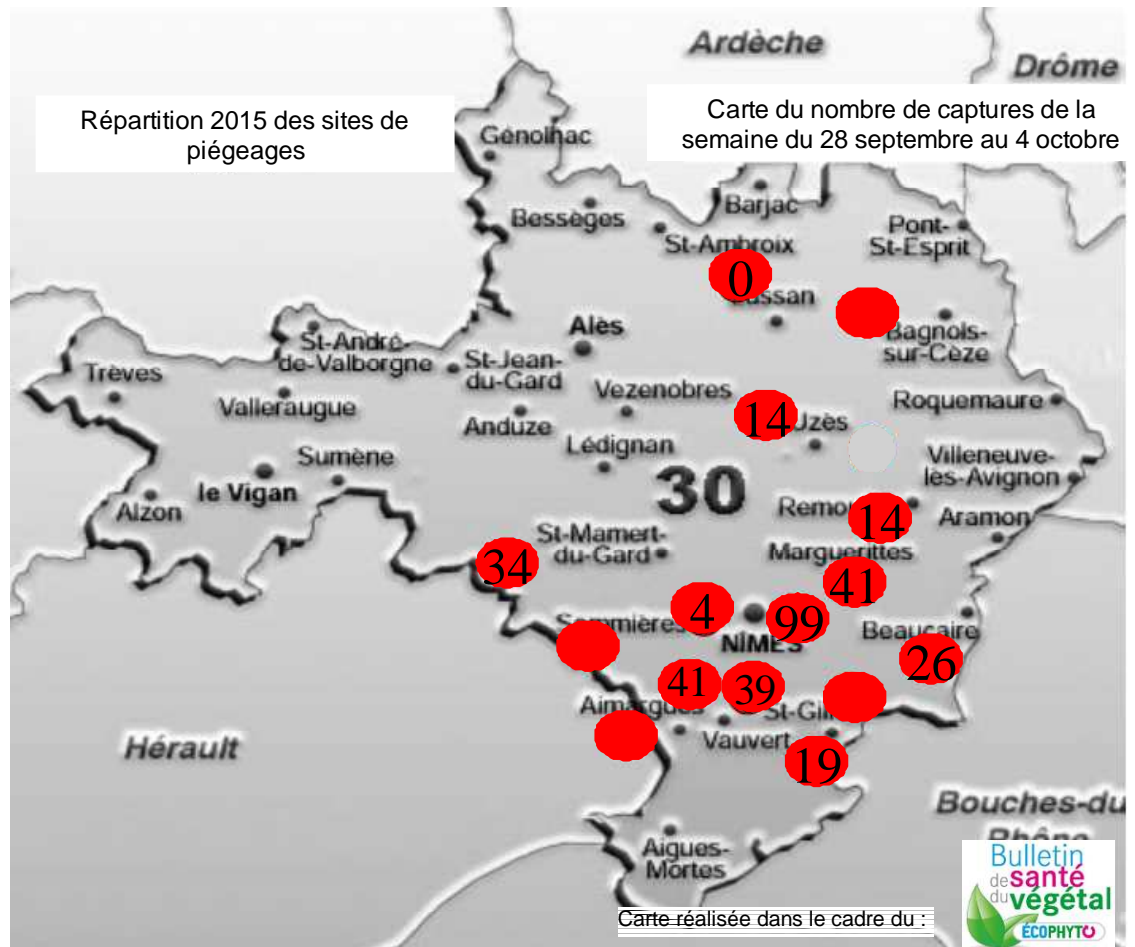 Ardèche
Drôme
Répartition 2015 des sites de
piégeages
Carte du nombre de captures de la
semaine du 28 septembre au 4 octobre
Génolhac
Bessèges
Barjac
St-Ambroix
Pont-
St-Esprit
0
Bagnols-
sur-Cèze
St-André-
de-Valborgne
Alès
St-Jean-
du-Gard
Trèves
Valleraugue
Vezenobres
Anduze
14
Uzès
Roquemaure
Lédignan
Sumène
le Vigan
Alzon
30
Villeneuve-
les-Avignon
14
Aramon
St-Mamert-
du-Gard
Marguerittes
34
41
4
99
NÎMES
Beaucaire
26
41
39
Vauvert
19
Hérault
Aigues-
Mortes
Bouches-du
Rhône
Bulletin
de santé
du végétal
ÉCOPHYTO
Carte réalisée dans le cadre du :